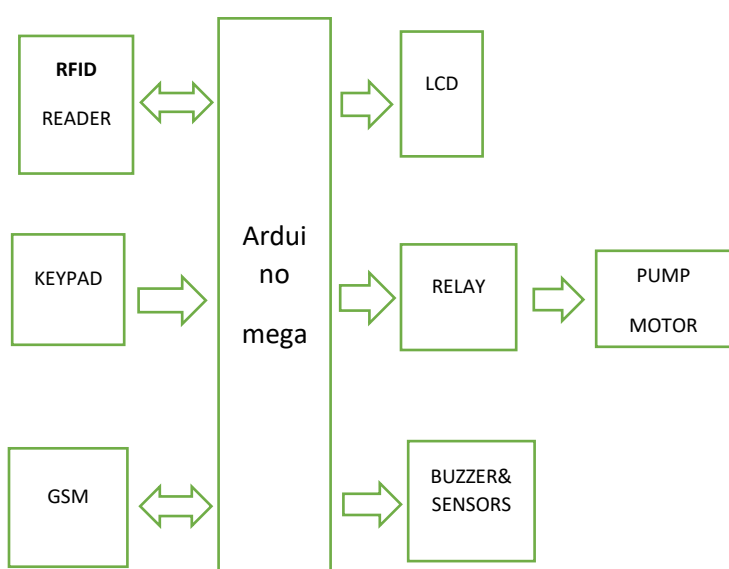 RFID
READER
LCD
Ardui
no
mega
KEYPAD
RELAY
PUMP
MOTOR
GSM
BUZZER&
SENSORS